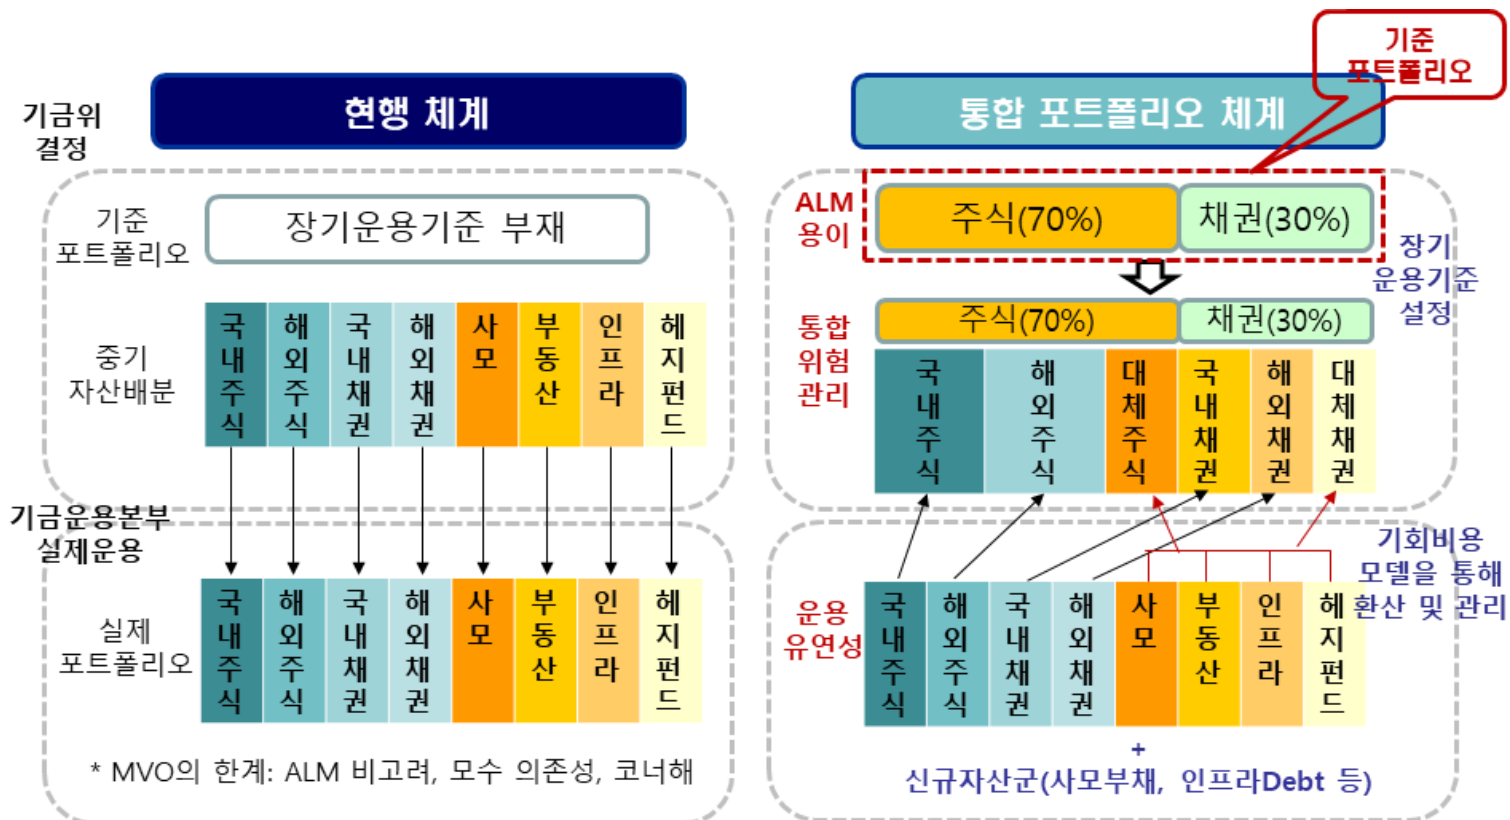 기준
포트폴리오
현행 체계
통합 포트폴리오 체계
기금위
결정
기준
포트폴리오
장기운용기준 부재
ALM
용이
주식(70%)
채권(30%)
장기
운용기준
설정
중기
자산배분
국내주식
해외주식
국내채권
해외채권
사모
부동산
인프라
헤지펀드
통합
위험
관리
주식(70%)
채권(30%)
국내주식
해외주식
대체주식
국내채권
해외채권
대체채권
기금운용본부
실제운용
실제
포트폴리오
국내주식
해외주식
국내채권
해외채권
사모
부동산
인프라
헤지펀드
* MVO의 한계: ALM 비고려, 모수 의존성, 코너해
기회비용
모델을 통해
환산 및 관리
운용
유연성
국내주식
해외주식
국내채권
해외채권
사모
부동산
인프라
헤지펀드
+
신규자산군(사모부채, 인프라Debt 등)